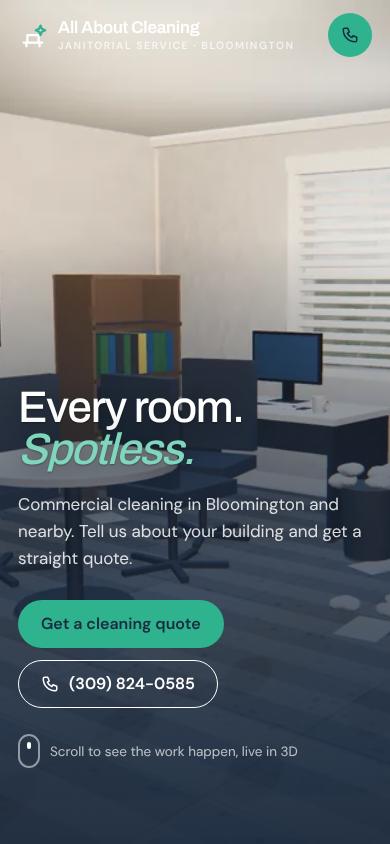 All About Cleaning
JANITORIAL SERVICE · BLOOMINGTON
Every room.
Spotless.
Commercial cleaning in Bloomington and
nearby. Tell us about your building and get a
straight quote.
Get a cleaning quote
(309) 824-0585
Scroll to see the work happen, live in 3D